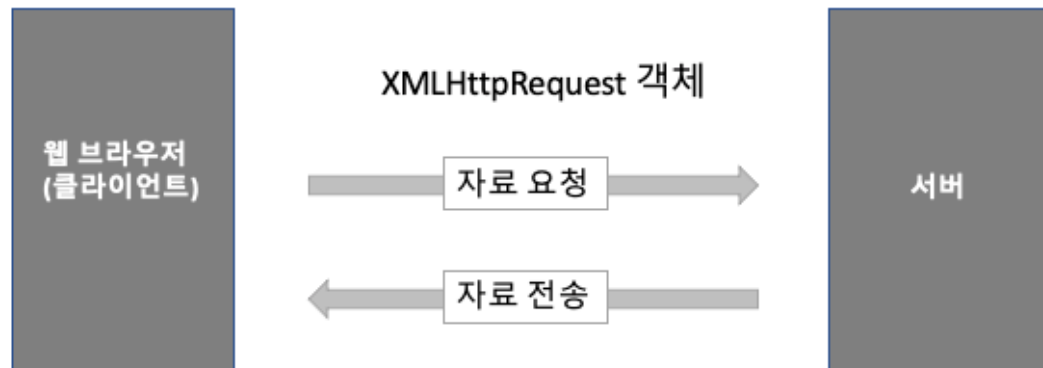 XMLHttpRequest 객체
웹 브라우저
(클라이언트)
자료 요청
서버
자료 전송